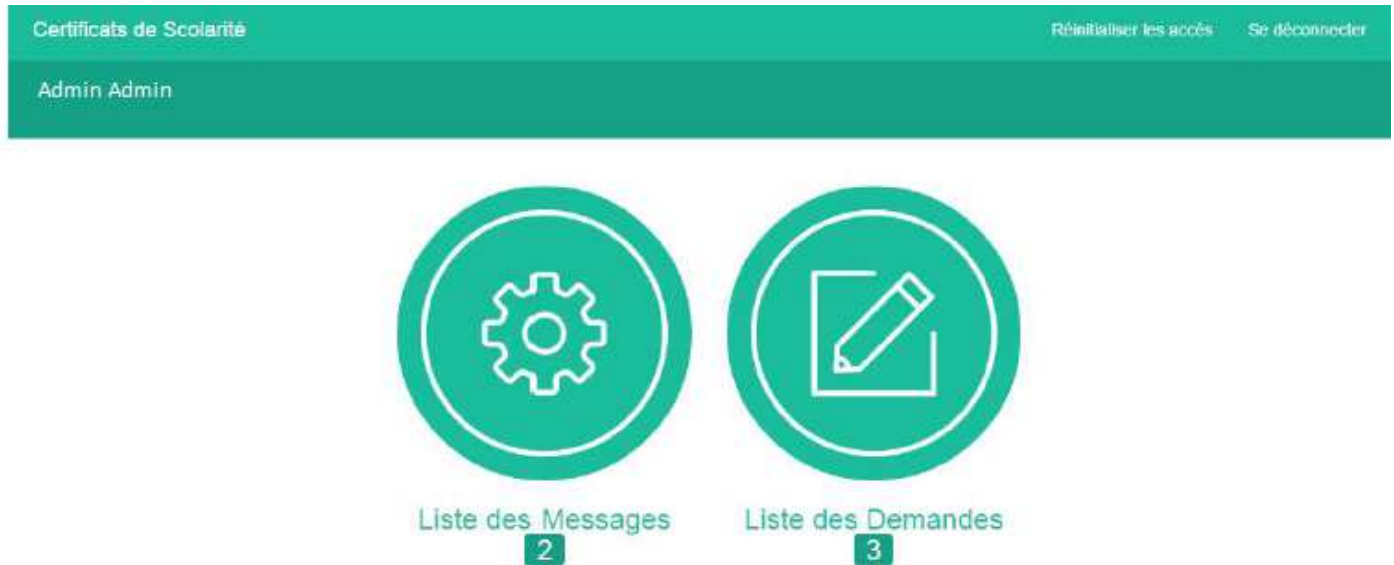 Certificats de Scolarité
Réinitialiser les accès
Se déconnecter
Admin Admin
Liste des Messages
2
Liste des Demandes
3